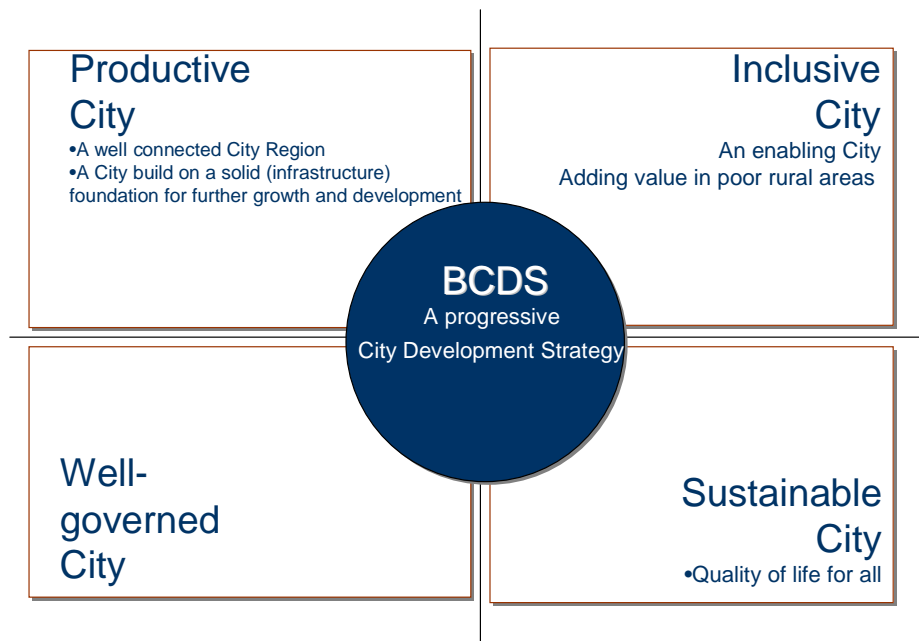 Productive
City
•A well connected City Region
•A City build on a solid (infrastructure)
foundation for further growth and development
Inclusive
City
An enabling City
Adding value in poor rural areas
BCDS
A progressive
City Development Strategy
Well-
governed
City
Sustainable
City
•Quality of life for all